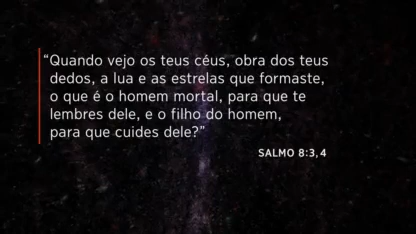 “Quando vejo os teus céus, obra dos teus
dedos, a lua e as estrelas que formaste,
o que é o homem mortal, para que te
lembres dele, e o filho do homem,
para que cuides dele?”
SALMO 8:3, 4